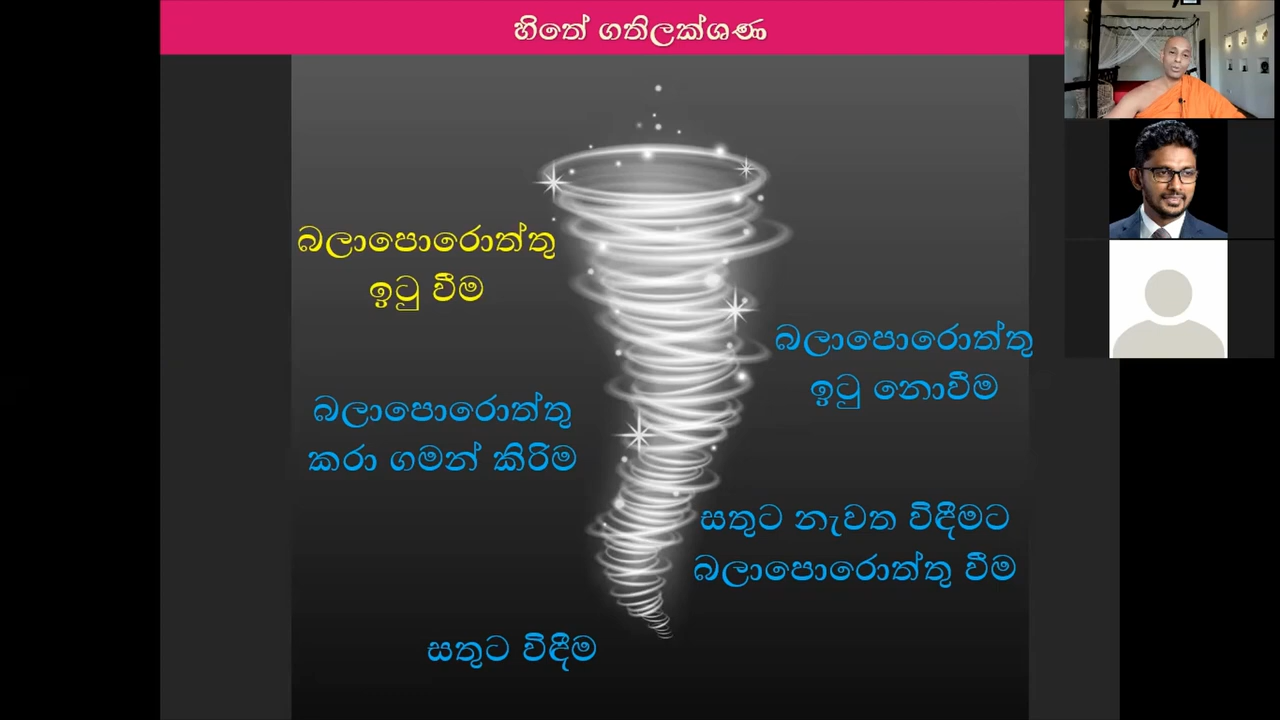 හිතේ ගතිලක්ශණ
බලාපොරොත්තු
ඉටු වීම
බලාපොරොත්තු
ඉටු නොවීම
බලාපොරොත්තු
කරා ගමන් කිරිම
සතුට නැවත විඳීමට
බලාපොරොත්තු වීම
සතුට විඳීම